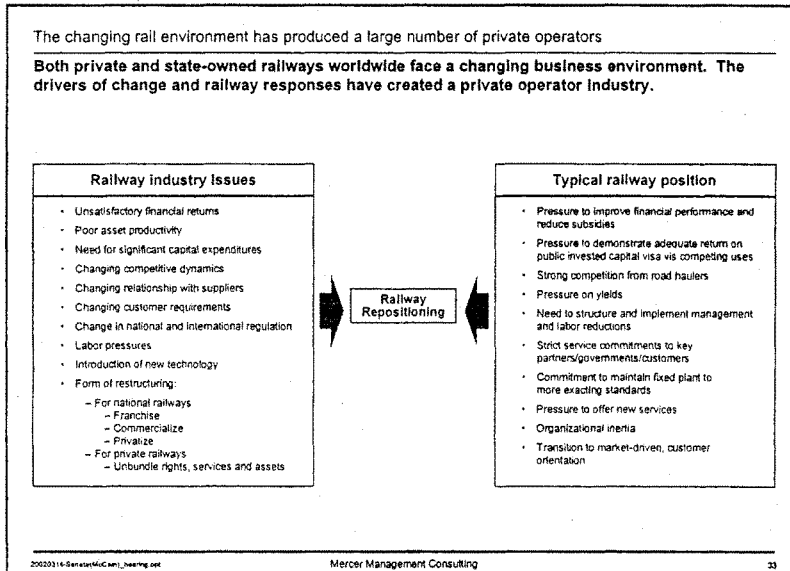 The changing rail environment has produced a large number of private operators
Both private and state-owned railways worldwide face a changing business environment. The
drivers of change and railway responses have created a private operator industry.
Railway industry Issues
• Unsatisfactory financial returns
• Poor asset productivity
• Need for significant capital expenditures
• Changing competitive dynamics
• Changing relationship with suppliers
• Changing customer requirements
• Change in national and international regulation
• Labor pressures
• Introduction of new technology
• Form of restructuring:
– For national railways
– Franchise
– Commercialize
– Privatize
– For private railways
– Unbundle rights, services and assets
Railway
Repositioning
Typical railway position
• Pressure to improve financial performance and
reduce subsidies
• Pressure to demonstrate adequate return on
public invested capital visa vis competing uses
• Strong competition from road haulers
• Pressure on yields
• Need to structure and implement management
and labor reductions
• Strict service commitments to key
partners/governments/customers
• Commitment to maintain fixed plant to
more exacting standards
• Pressure to offer new services
• Organizational inertia
• Transition to market-driven, customer
orientation
Mercer Management Consulting
33